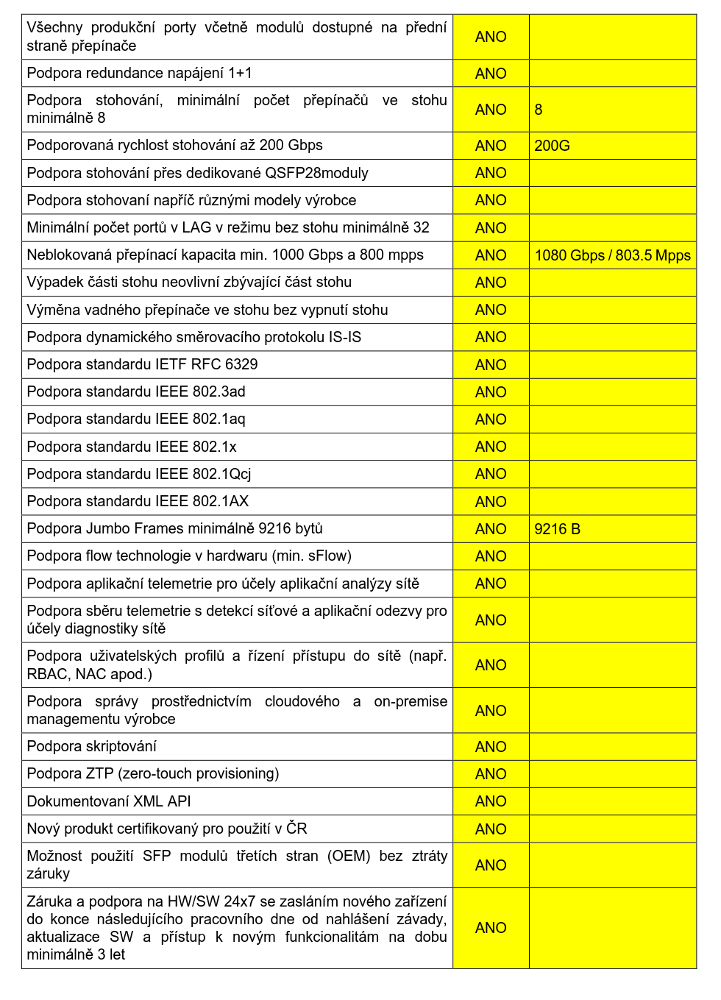 Všechny produkční porty včetně modulů dostupné na přední
straně přepínače
ANO
Podpora redundance napájení 1+1
ANO
Podpora stohování, minimální počet přepínačů ve stohu
minimálně 8
ANO
8
Podporovaná rychlost stohování až 200 Gbps
ANO
200G
Podpora stohování přes dedikované QSFP28moduly
ANO
Podpora stohovaní napříč různými modely výrobce
ANO
Minimální počet portů v LAG v režimu bez stohu minimálně 32
ANO
Neblokovaná přepínací kapacita min. 1000 Gbps a 800 mpps
ANO
1080 Gbps / 803.5 Mpps
Výpadek části stohu neovlivní zbývající část stohu
ANO
Výměna vadného přepínače ve stohu bez vypnutí stohu
ANO
Podpora dynamického směrovacího protokolu IS-IS
ANO
Podpora standardu IETF RFC 6329
ANO
Podpora standardu IEEE 802.3ad
ANO
Podpora standardu IEEE 802.1aq
ANO
Podpora standardu IEEE 802.1x
ANO
Podpora standardu IEEE 802.1Qcj
ANO
Podpora standardu IEEE 802.1AX
ANO
Podpora Jumbo Frames minimálně 9216 bytů
ANO
9216 B
Podpora flow technologie v hardwaru (min. sFlow)
ANO
Podpora aplikační telemetrie pro účely aplikační analýzy sítě
ANO
Podpora sběru telemetrie s detekcí síťové a aplikační odezvy pro
účely diagnostiky sítě
ANO
Podpora uživatelských profilů a řízení přístupu do sítě (např.
RBAC, NAC apod.)
ANO
Podpora správy prostřednictvím cloudového a on-premise
managementu výrobce
ANO
Podpora skriptování
ANO
Podpora ZTP (zero-touch provisioning)
ANO
Dokumentovaní XML API
ANO
Nový produkt certifikovaný pro použití v ČR
ANO
Možnost použití SFP modulů třetích stran (OEM) bez ztráty
záruky
ANO
Záruka a podpora na HW/SW 24x7 se zasláním nového zařízení
do konce následujícího pracovního dne od nahlášení závady,
aktualizace SW a přístup k novým funkcionalitám na dobu
minimálně 3 let
ANO